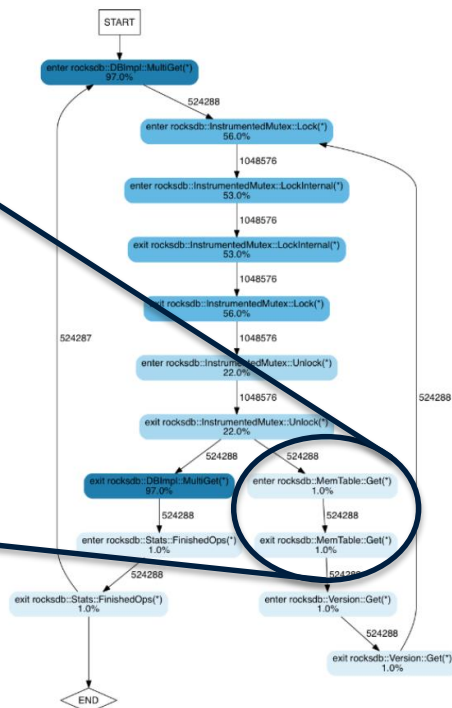 START
enter rocksdb::DBImpl::MultiGet(*)
97.0%
524288
enter rocksdb::InstrumentedMutex::Lock(*)
56.0%
1048576
enter rocksdb::InstrumentedMutex::LockInternal(*)
53.0%
1048576
exit rocksdb::InstrumentedMutex::LockInternal(*)
53.0%
1048576
exit rocksdb::InstrumentedMutex::Lock(*)
56.0%
524287
1048576
enter rocksdb::InstrumentedMutex::Unlock(*)
22.0%
1048576
524288
exit rocksdb::InstrumentedMutex::Unlock(*)
22.0%
524288
524288
exit rocksdb::DBImpl::MultiGet(*)
97.0%
enter rocksdb::MemTable::Get(*)
1.0%
524288
524288
enter rocksdb::Stats::FinishedOps(*)
1.0%
exit rocksdb::MemTable::Get(*)
1.0%
524288
524288
exit rocksdb::Stats::FinishedOps(*)
1.0%
enter rocksdb::Version::Get(*)
1.0%
524288
exit rocksdb::Version::Get(*)
1.0%
END